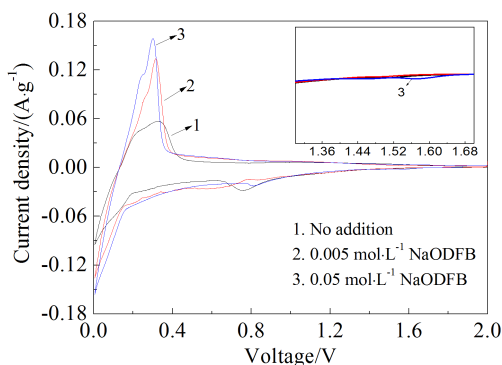 Current density/(A·g⁻¹)
0.18
0.12
0.06
0.00
-0.06
-0.12
-0.18
3
2
1
3
1.36 1.44 1.52 1.60 1.68
1. No addition
2. 0.005 mol·L⁻¹ NaODFB
3. 0.05 mol·L⁻¹ NaODFB
0.0 0.4 0.8 1.2 1.6 2.0
Voltage/V